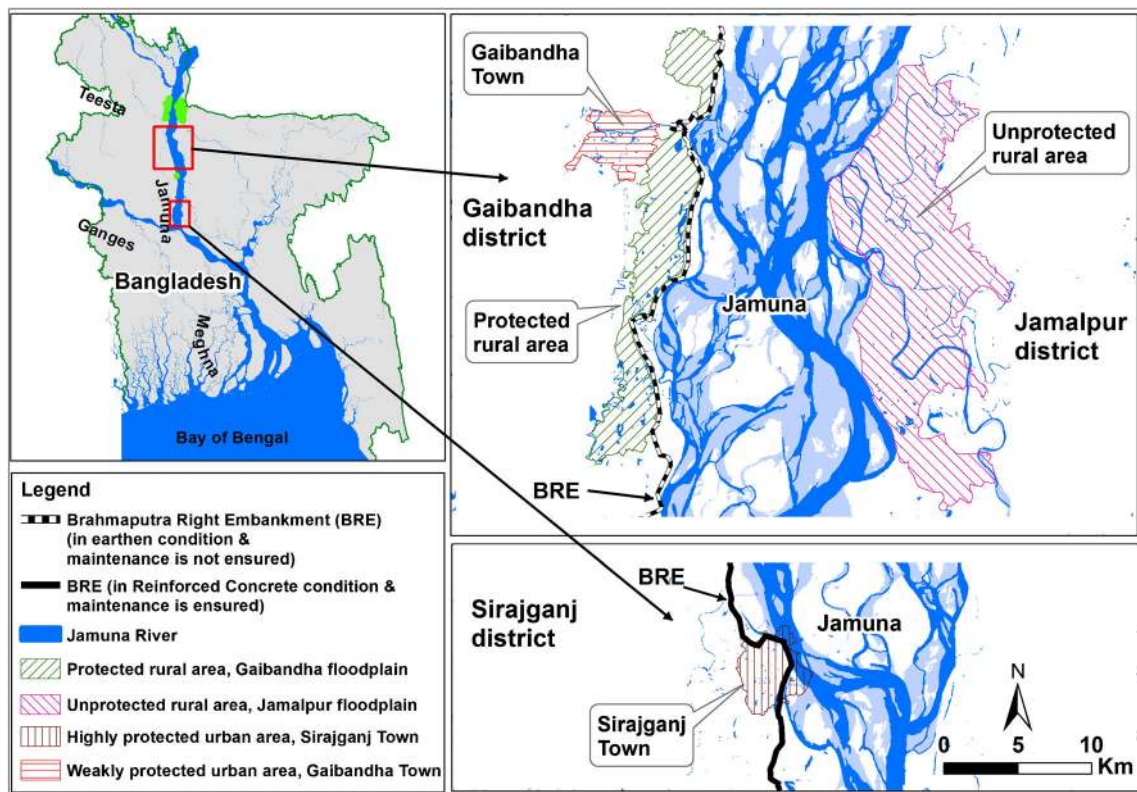 Teesta
Jamuna
Ganges
Bangladesh
Meghna
Bay of Bengal
Gaibandha
Town
Unprotected
rural area
Gaibandha
district
Protected
rural area
Jamuna
Jamalpur
district
BRE
Legend
Brahmaputra Right Embankment (BRE)
(in earthen condition &
maintenance is not ensured)
BRE (in Reinforced Concrete condition &
maintenance is ensured)
Jamuna River
Protected rural area, Gaibandha floodplain
Unprotected rural area, Jamalpur floodplain
Highly protected urban area, Sirajganj Town
Weakly protected urban area, Gaibandha Town
BRE
Sirajganj
district
Jamuna
Sirajganj
Town
N
0 5 10
Km